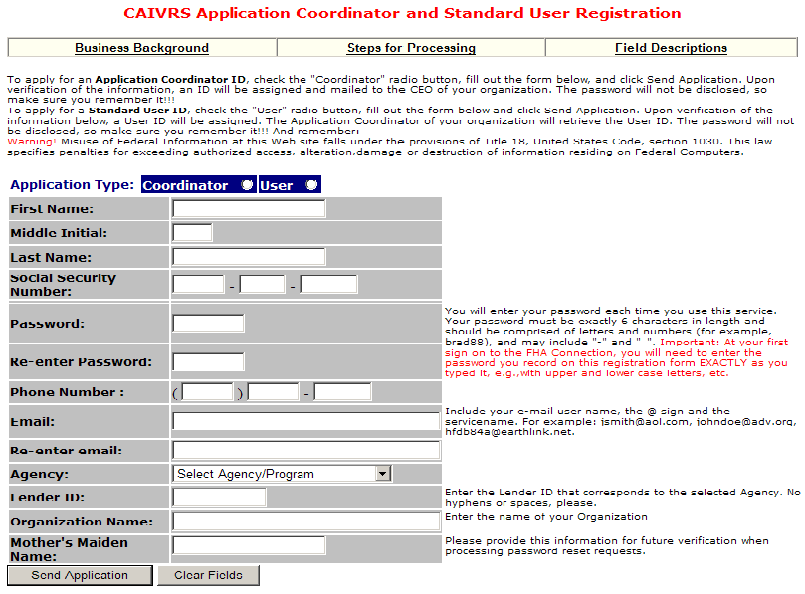 CAIVRS Application Coordinator and Standard User Registration
Business Background Steps for Processing Field Descriptions
To apply for an Application Coordinator ID, check the "Coordinator" radio button, fill out the form below, and click Send Application. Upon
verification of the information, an ID will be assigned and mailed to the CEO of your organization. The password will not be disclosed, so
make sure you remember it!!!
To apply for a Standard User ID, check the "User" radio button, fill out the form below and click Send Application. Upon verification of the
information below, a User ID will be assigned. The Application Coordinator of your organization will retrieve the User ID. The password will not
be disclosed, so make sure you remember it!!! And remember:
Warning! Misuse of Federal Information at this Web site falls under the provisions of Title 18, United States Code, section 1030. This law
specifies penalties for exceeding authorized access, alteration,damage or destruction of information residing on Federal Computers.
Application Type: Coordinator User
First Name:
Middle Initial:
Last Name:
Social Security
Number:
- -
Password:
You will enter your password each time you use this service.
Your password must be exactly 6 characters in length and
should be comprised of letters and numbers (for example,
brad88), and may include "-" and "_". Important: At your first
sign on to the FHA Connection, you will need to enter the
password you record on this registration form EXACTLY as you
typed it, e.g.,with upper and lower case letters, etc.
Re-enter Password:
Phone Number : ( ) -
Email:
Include your e-mail user name, the @ sign and the
servicename. For example: jsmith@aol.com, johndoe@adv.org,
hfdb84a@earthlink.net.
Re-enter email:
Agency: Select Agency/Program
Lender ID:
Enter the Lender ID that corresponds to the selected Agency. No
hyphens or spaces, please.
Organization Name: Enter the name of your Organization
Mother's Maiden
Name:
Please provide this information for future verification when
processing password reset requests.
Send Application Clear Fields